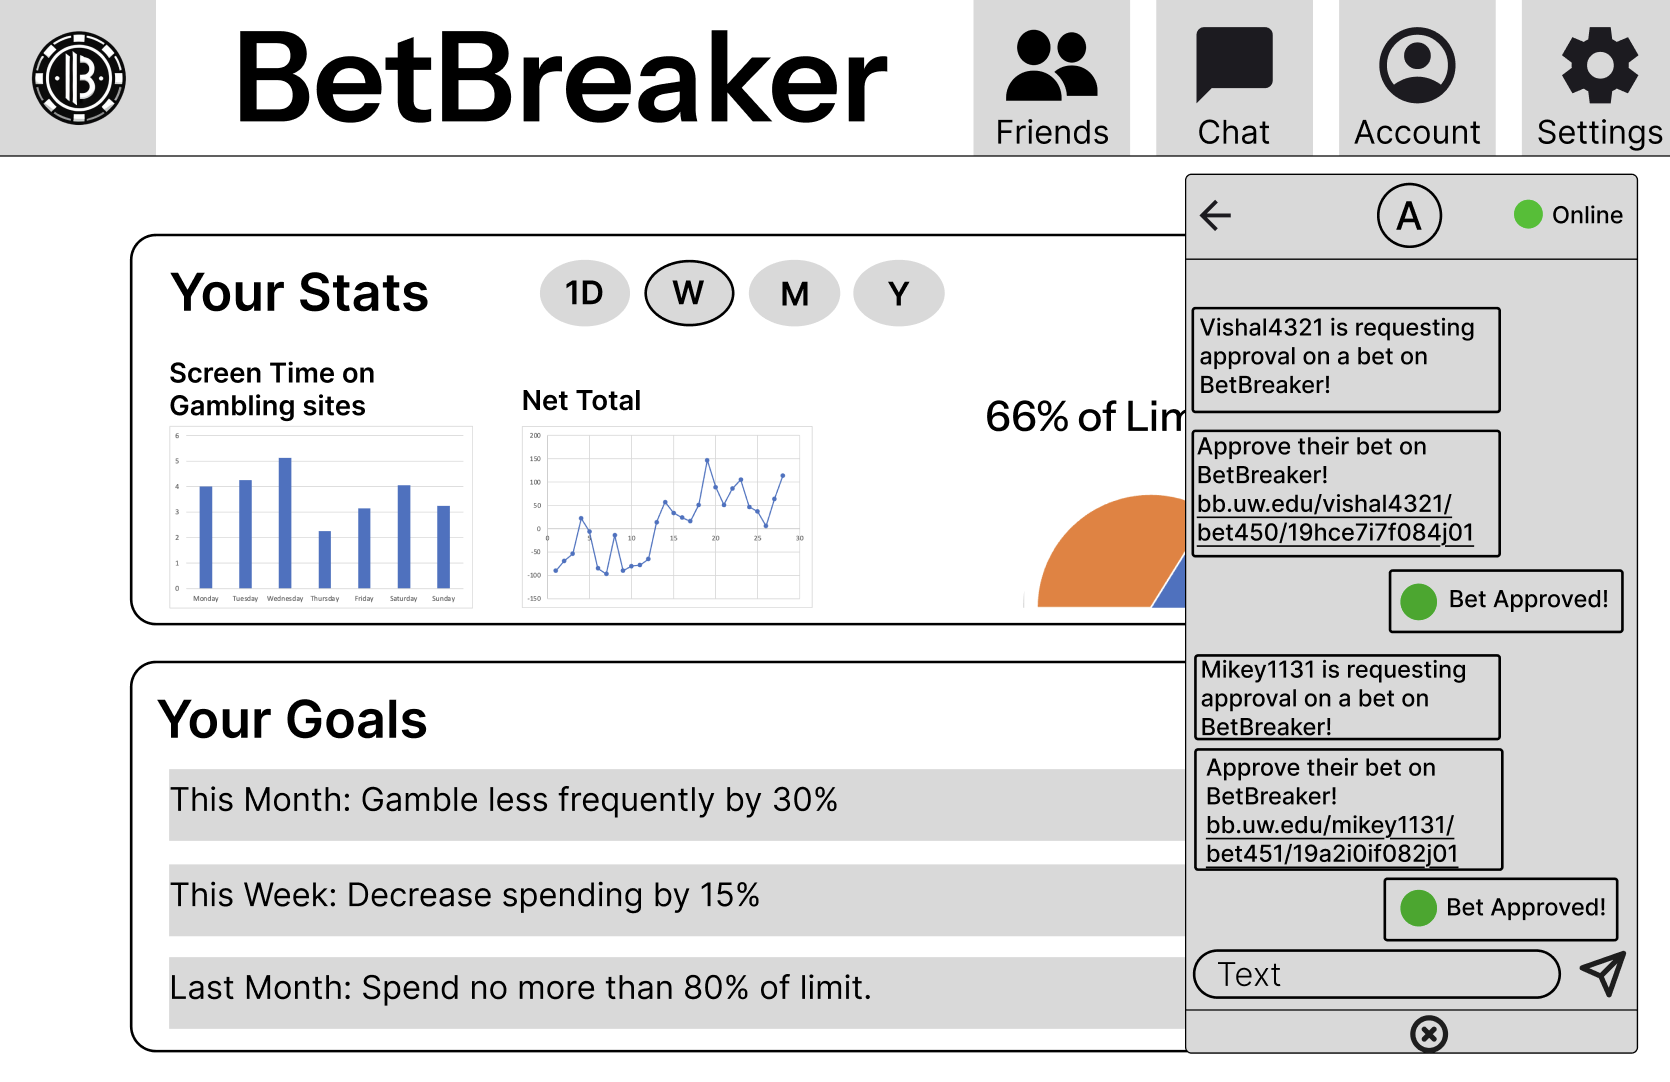 B
BetBreaker
Friends
Chat
Account
Settings
Your Stats
1D
W
M
Y
Screen Time on
Gambling sites
6
5
4
3
2
1
0
Monday
Tuesday
Wednesday
Thursday
Friday
Saturday
Sunday
Net Total
200
150
100
50
0
-50
-100
-150
0
5
10
15
20
25
30
66% of Lim
Your Goals
This Month: Gamble less frequently by 30%
This Week: Decrease spending by 15%
Last Month: Spend no more than 80% of limit.
A
Online
Vishal4321 is requesting
approval on a bet on
BetBreaker!
Approve their bet on
BetBreaker!
bb.uw.edu/vishal4321/
bet450/19hce7i7f084j01
Bet Approved!
Mikey1131 is requesting
approval on a bet on
BetBreaker!
Approve their bet on
BetBreaker!
bb.uw.edu/mikey1131/
bet451/19a2i0if082j01
Bet Approved!
Text